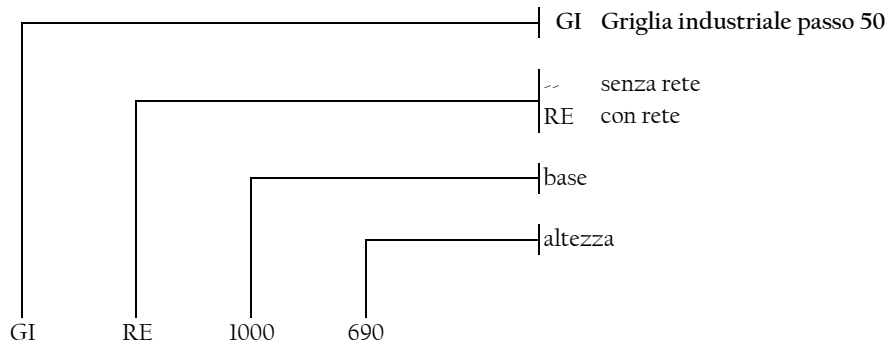 GI Griglia industriale passo 50
-- senza rete
RE con rete
base
altezza
GI RE 1000 690